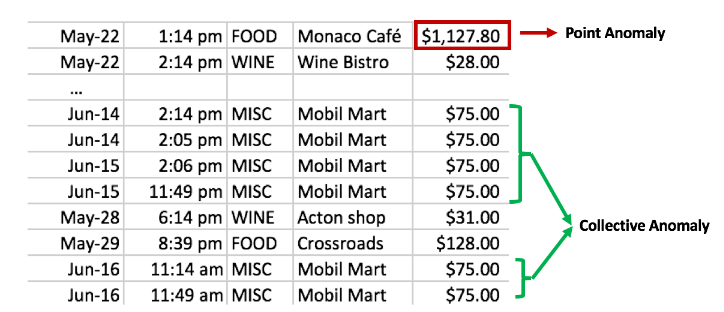 May-22 1:14 pm FOOD Monaco Café $1,127.80 Point Anomaly
May-22 2:14 pm WINE Wine Bistro $28.00
...
Jun-14 2:14 pm MISC Mobil Mart $75.00
Jun-14 2:05 pm MISC Mobil Mart $75.00
Jun-15 2:06 pm MISC Mobil Mart $75.00
Jun-15 11:49 pm MISC Mobil Mart $75.00
May-28 6:14 pm WINE Acton shop $31.00
Collective Anomaly
May-29 8:39 pm FOOD Crossroads $128.00
Jun-16 11:14 am MISC Mobil Mart $75.00
Jun-16 11:49 am MISC Mobil Mart $75.00